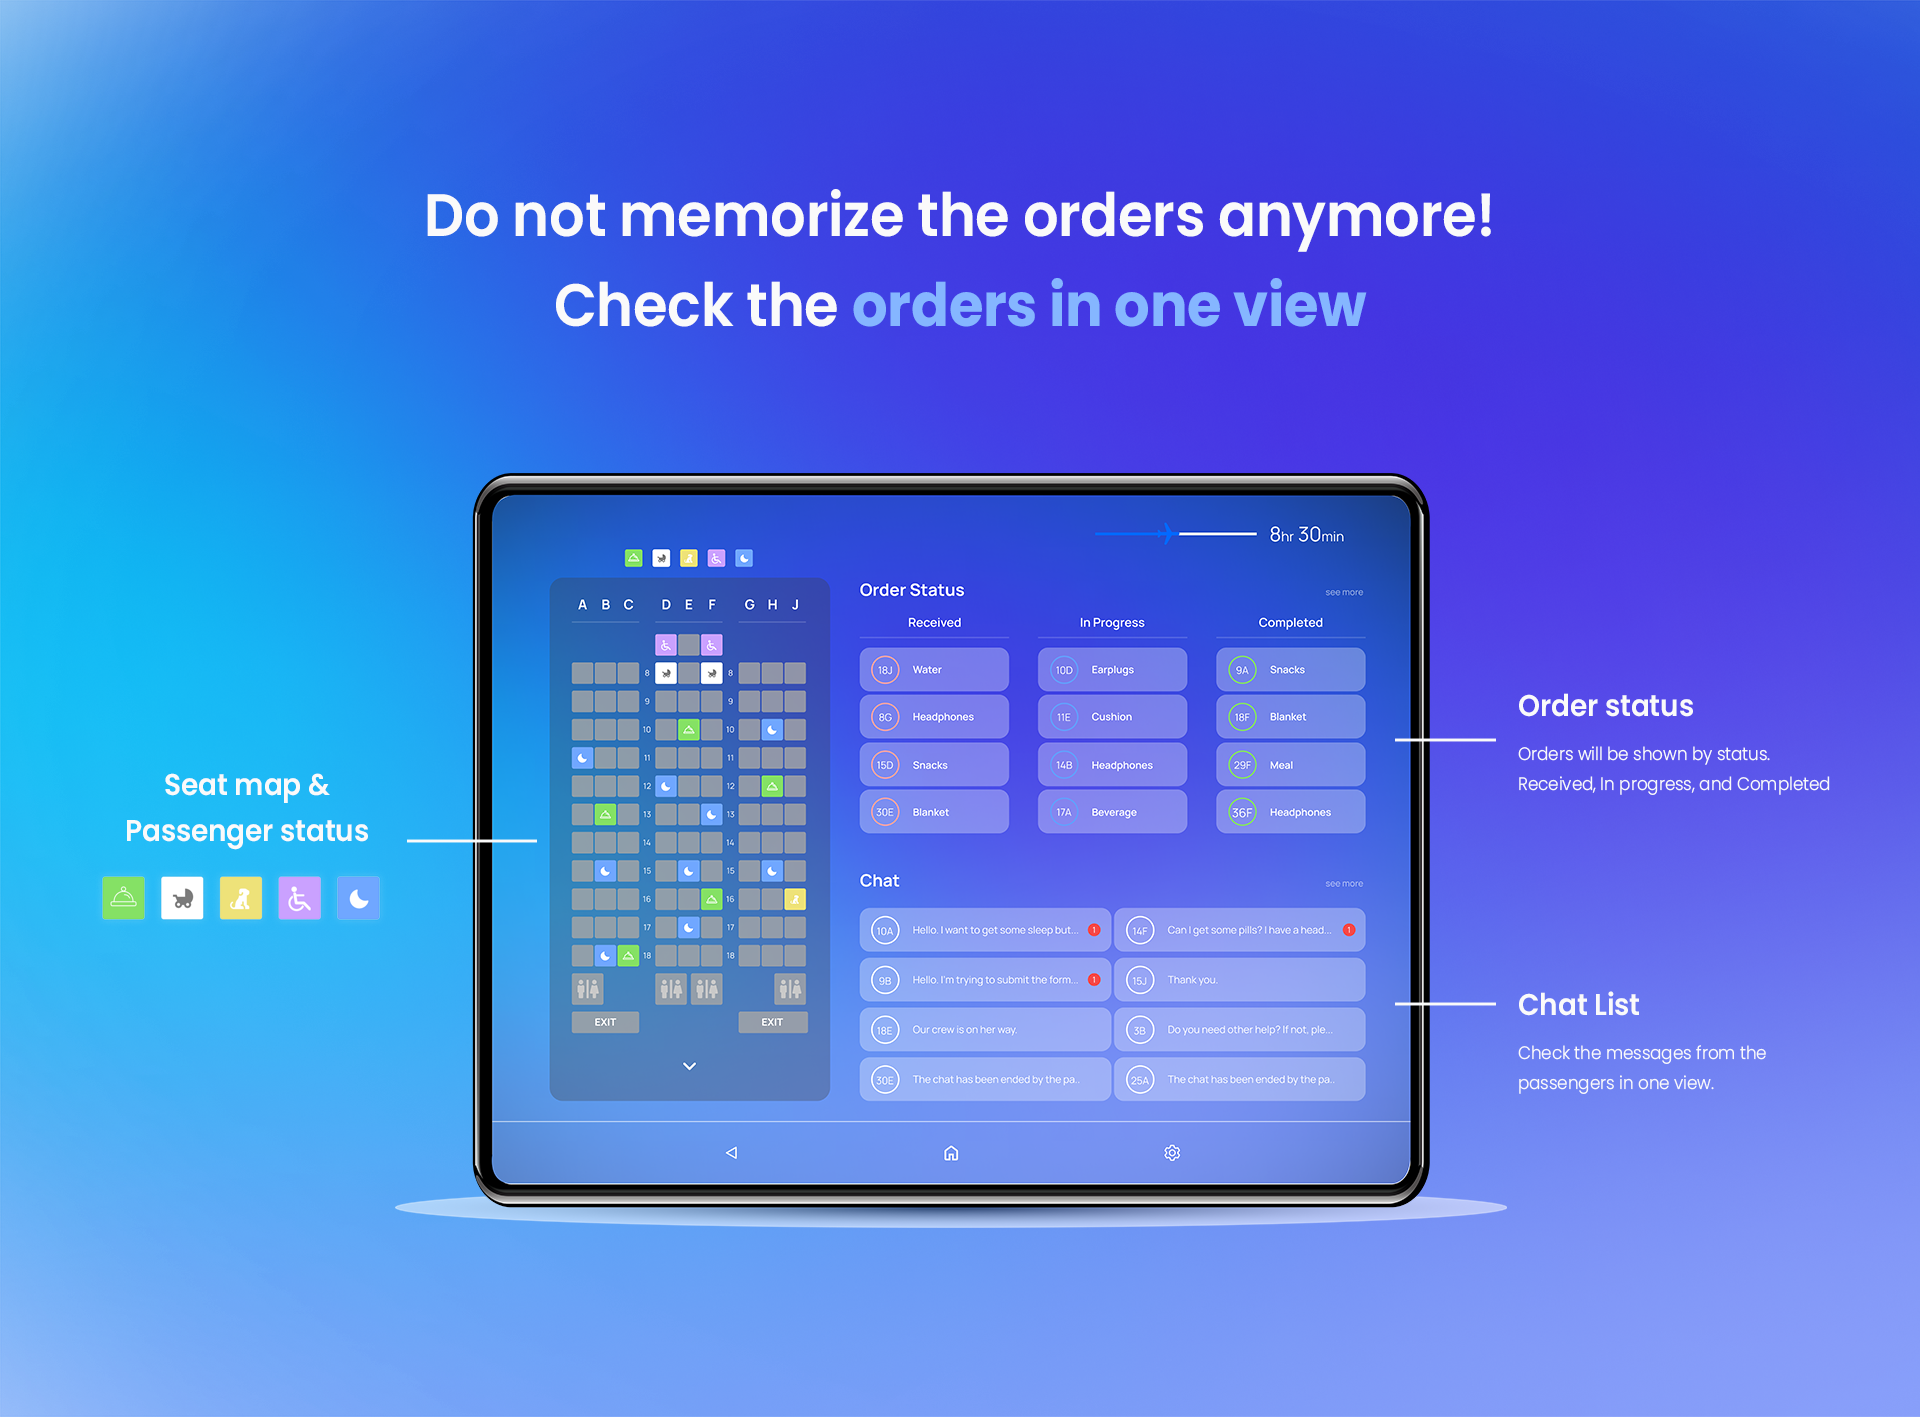 Do not memorize the orders anymore!
Check the orders in one view
8hr 30min
A B C D E F G H J
8 8
9 9
10 10
11 11
12 12
13 13
14 14
15 15
16 16
17 17
18 18
EXIT EXIT
Order Status
see more
Received In Progress Completed
18J Water 10D Earplugs 9A Snacks
8G Headphones 11E Cushion 18F Blanket
15D Snacks 14B Headphones 29F Meal
30E Blanket 17A Beverage 36F Headphones
Chat
see more
10A Hello. I want to get some sleep but... 1 14F Can I get some pills? I have a head... 1
9B Hello. I'm trying to submit the form... 1 15J Thank you.
18E Our crew is on her way. 3B Do you need other help? If not, ple...
30E The chat has been ended by the pa.. 25A The chat has been ended by the pa..
Seat map &
Passenger status
Order status
Orders will be shown by status.
Received, In progress, and Completed
Chat List
Check the messages from the
passengers in one view.